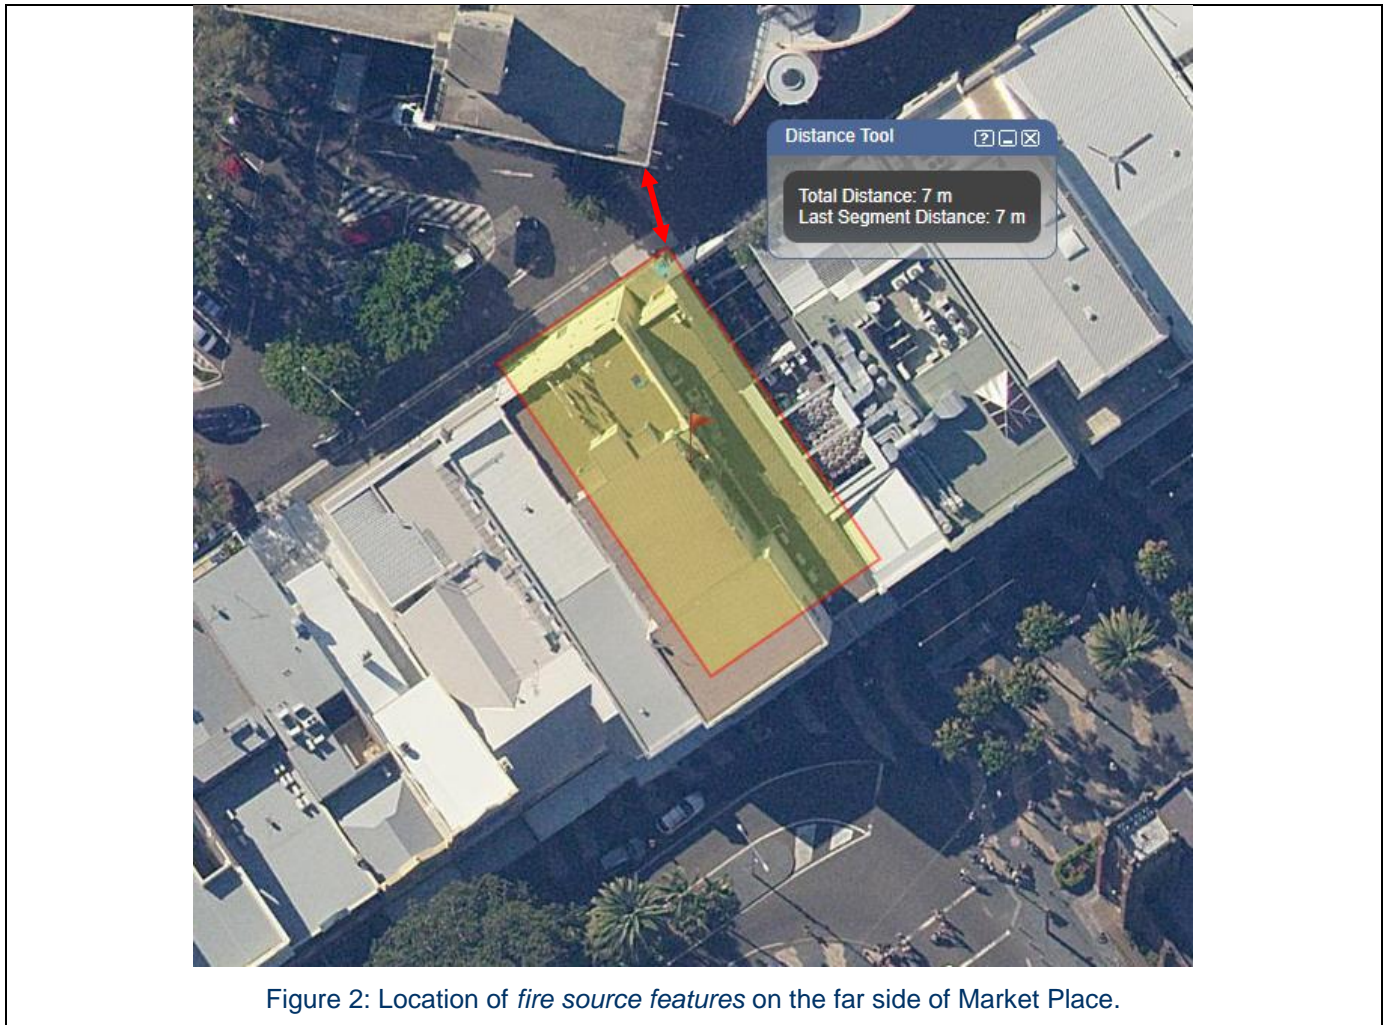 Distance Tool
Total Distance: 7 m
Last Segment Distance: 7 m
Figure 2: Location of fire source features on the far side of Market Place.